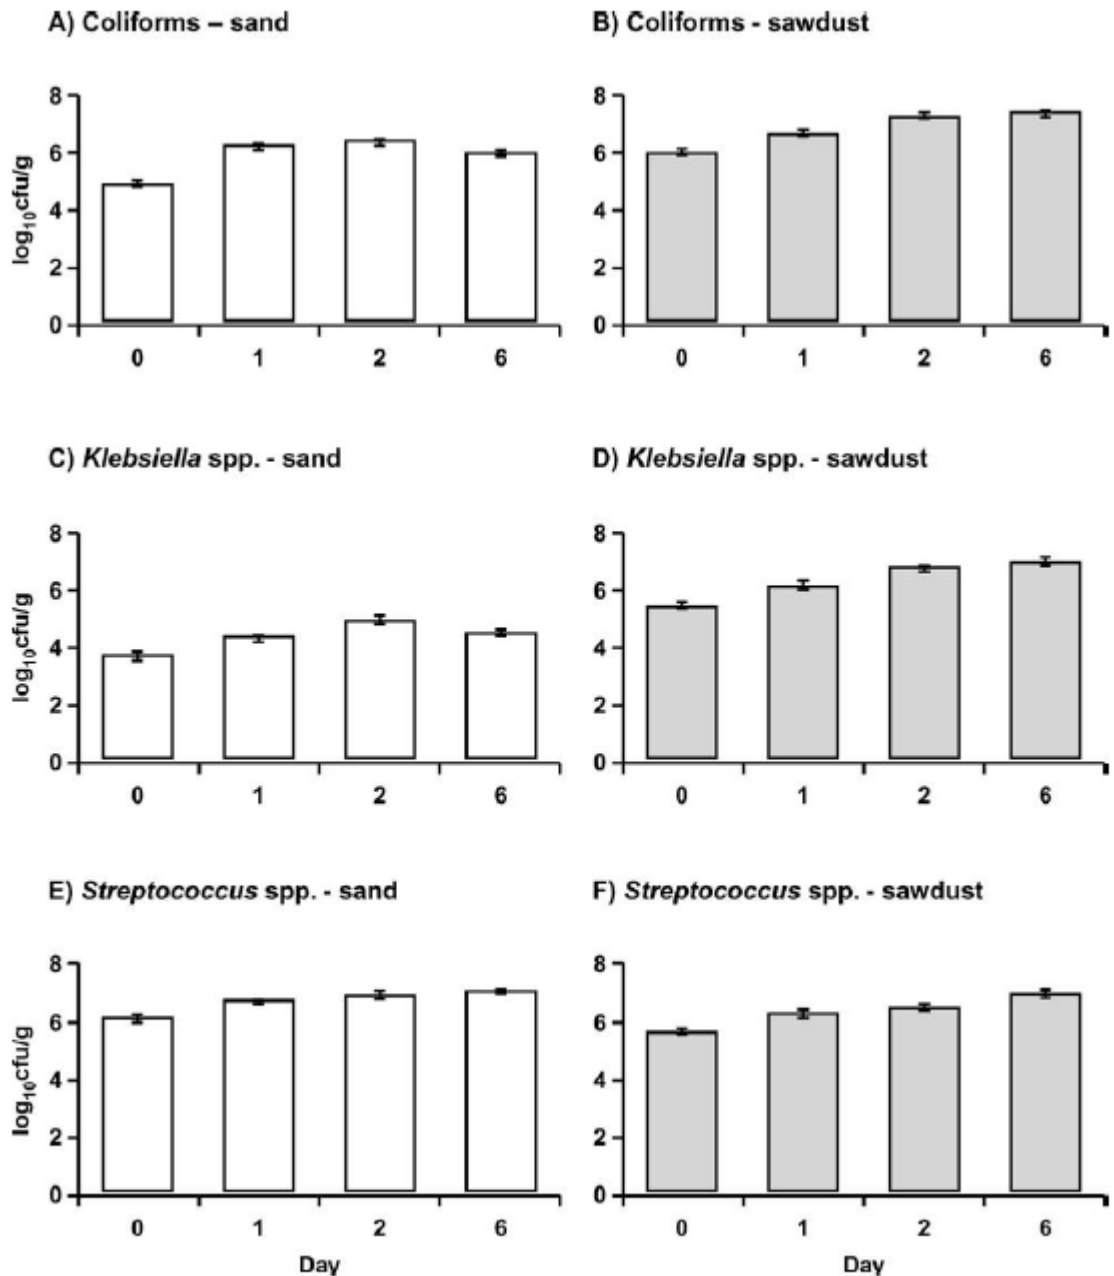 A) Coliforms – sand
B) Coliforms - sawdust
8
6
4
2
0
log₁₀cfu/g
0 1 2 6
8
6
4
2
0
0 1 2 6
C) Klebsiella spp. - sand
D) Klebsiella spp. - sawdust
8
6
4
2
0
log₁₀cfu/g
0 1 2 6
8
6
4
2
0
0 1 2 6
E) Streptococcus spp. - sand
F) Streptococcus spp. - sawdust
8
6
4
2
0
log₁₀cfu/g
0 1 2 6
Day
8
6
4
2
0
0 1 2 6
Day